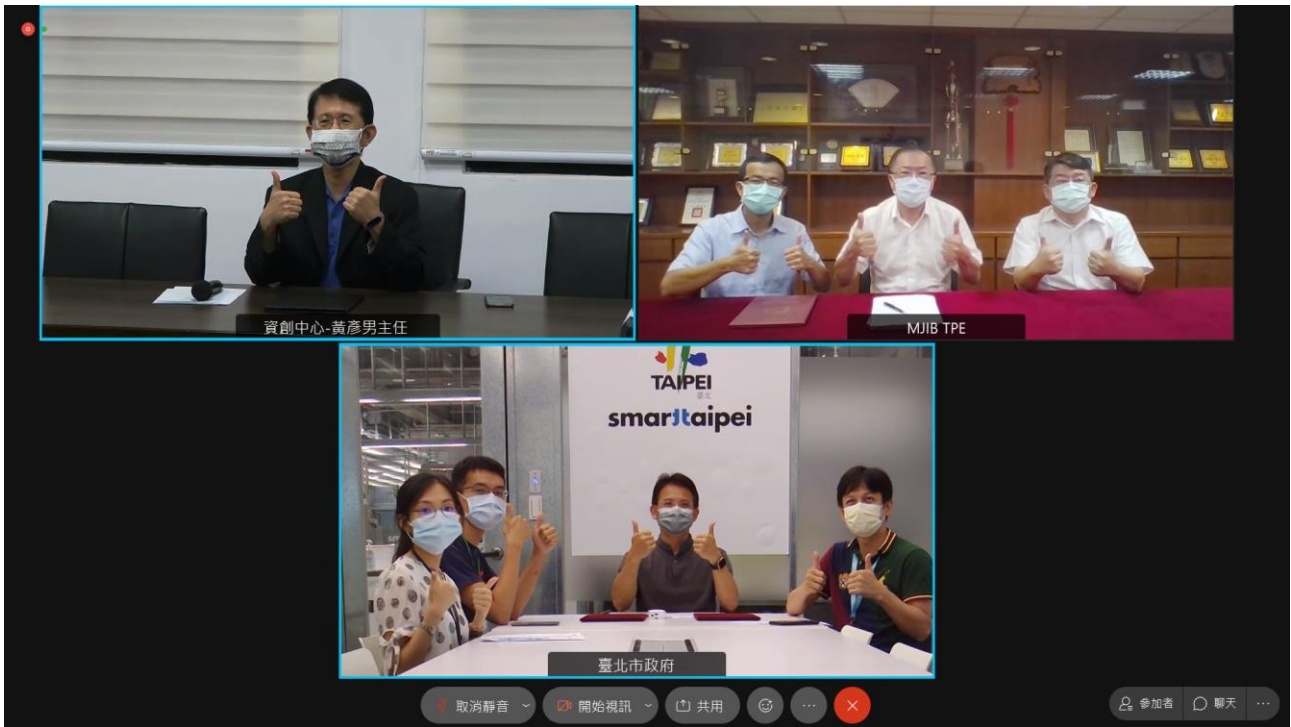 資創中心-黃彥男主任
MJIB TPE
TAIPEI
臺北
smarttaipei
臺北市政府
取消靜音
開始視訊
共用
參加者
聊天